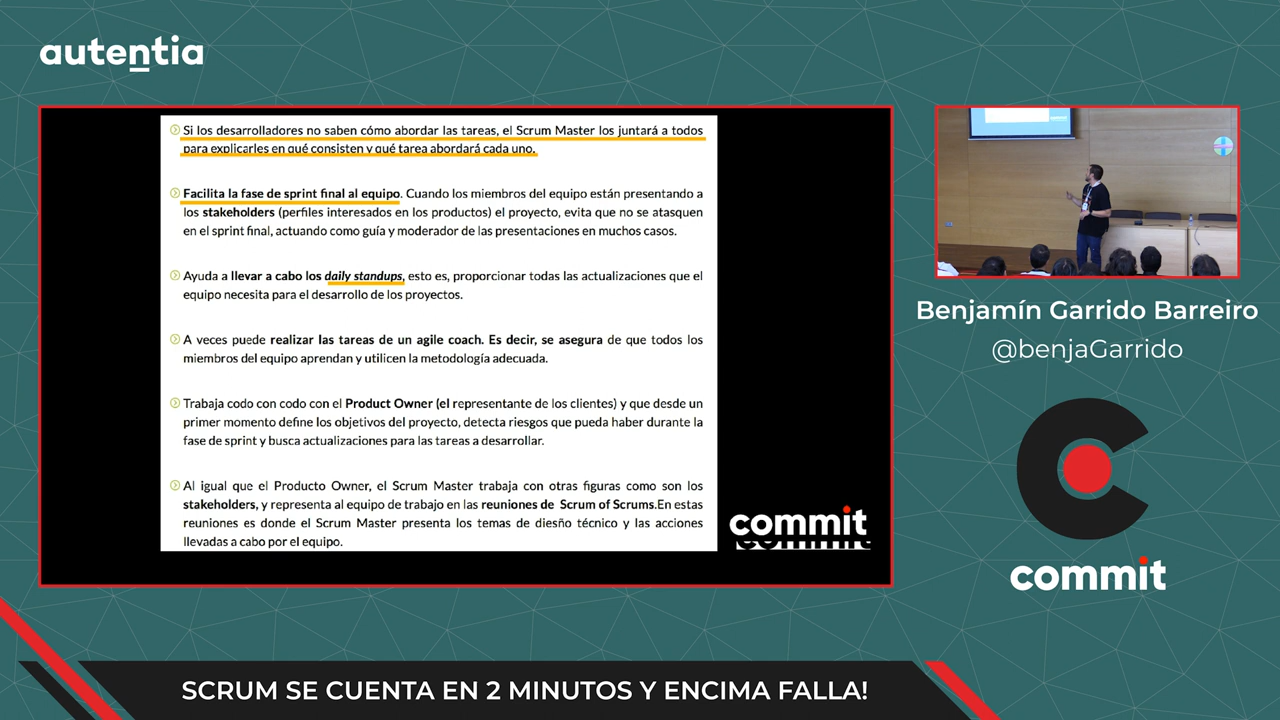 autentia
Si los desarrolladores no saben cómo abordar las tareas, el Scrum Master los juntará a todos
para explicarles en qué consisten y qué tarea abordará cada uno.
Facilita la fase de sprint final al equipo. Cuando los miembros del equipo están presentando a
los stakeholders (perfiles interesados en los productos) el proyecto, evita que no se atasquen
en el sprint final, actuando como guía y moderador de las presentaciones en muchos casos.
Ayuda a llevar a cabo los daily standups, esto es, proporcionar todas las actualizaciones que el
equipo necesita para el desarrollo de los proyectos.
A veces puede realizar las tareas de un agile coach. Es decir, se asegura de que todos los
miembros del equipo aprendan y utilicen la metodología adecuada.
Trabaja codo con codo con el Product Owner (el representante de los clientes) y que desde un
primer momento define los objetivos del proyecto, detecta riesgos que pueda haber durante la
fase de sprint y busca actualizaciones para las tareas a desarrollar.
Al igual que el Producto Owner, el Scrum Master trabaja con otras figuras como son los
stakeholders, y representa al equipo de trabajo en las reuniones de Scrum of Scrums.En estas
reuniones es donde el Scrum Master presenta los temas de diesño técnico y las acciones
llevadas a cabo por el equipo.
commit
commit
Benjamín Garrido Barreiro
@benjaGarrido
commit
SCRUM SE CUENTA EN 2 MINUTOS Y ENCIMA FALLA!